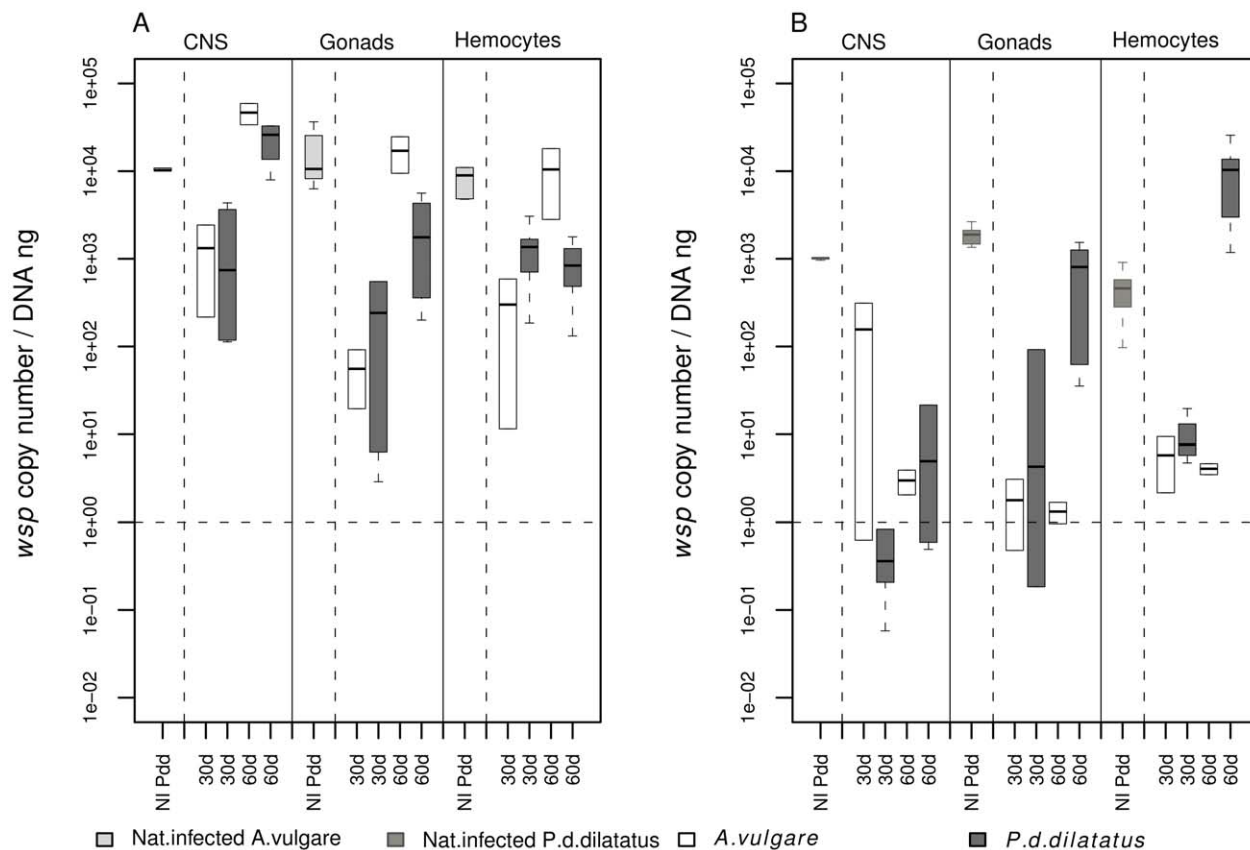 A
B
CNS Gonads Hemocytes
CNS Gonads Hemocytes
wsp copy number / DNA ng
1e+05
1e+04
1e+03
1e+02
1e+01
1e+00
1e-01
1e-02
wsp copy number / DNA ng
1e+05
1e+04
1e+03
1e+02
1e+01
1e+00
1e-01
1e-02
NI Pdd 30d 30d 60d 60d NI Pdd 30d 30d 60d 60d NI Pdd 30d 30d 60d 60d
NI Pdd 30d 30d 60d 60d NI Pdd 30d 30d 60d 60d NI Pdd 30d 30d 60d 60d
Nat.infected A.vulgare Nat.infected P.d.dilatatus A.vulgare P.d.dilatatus